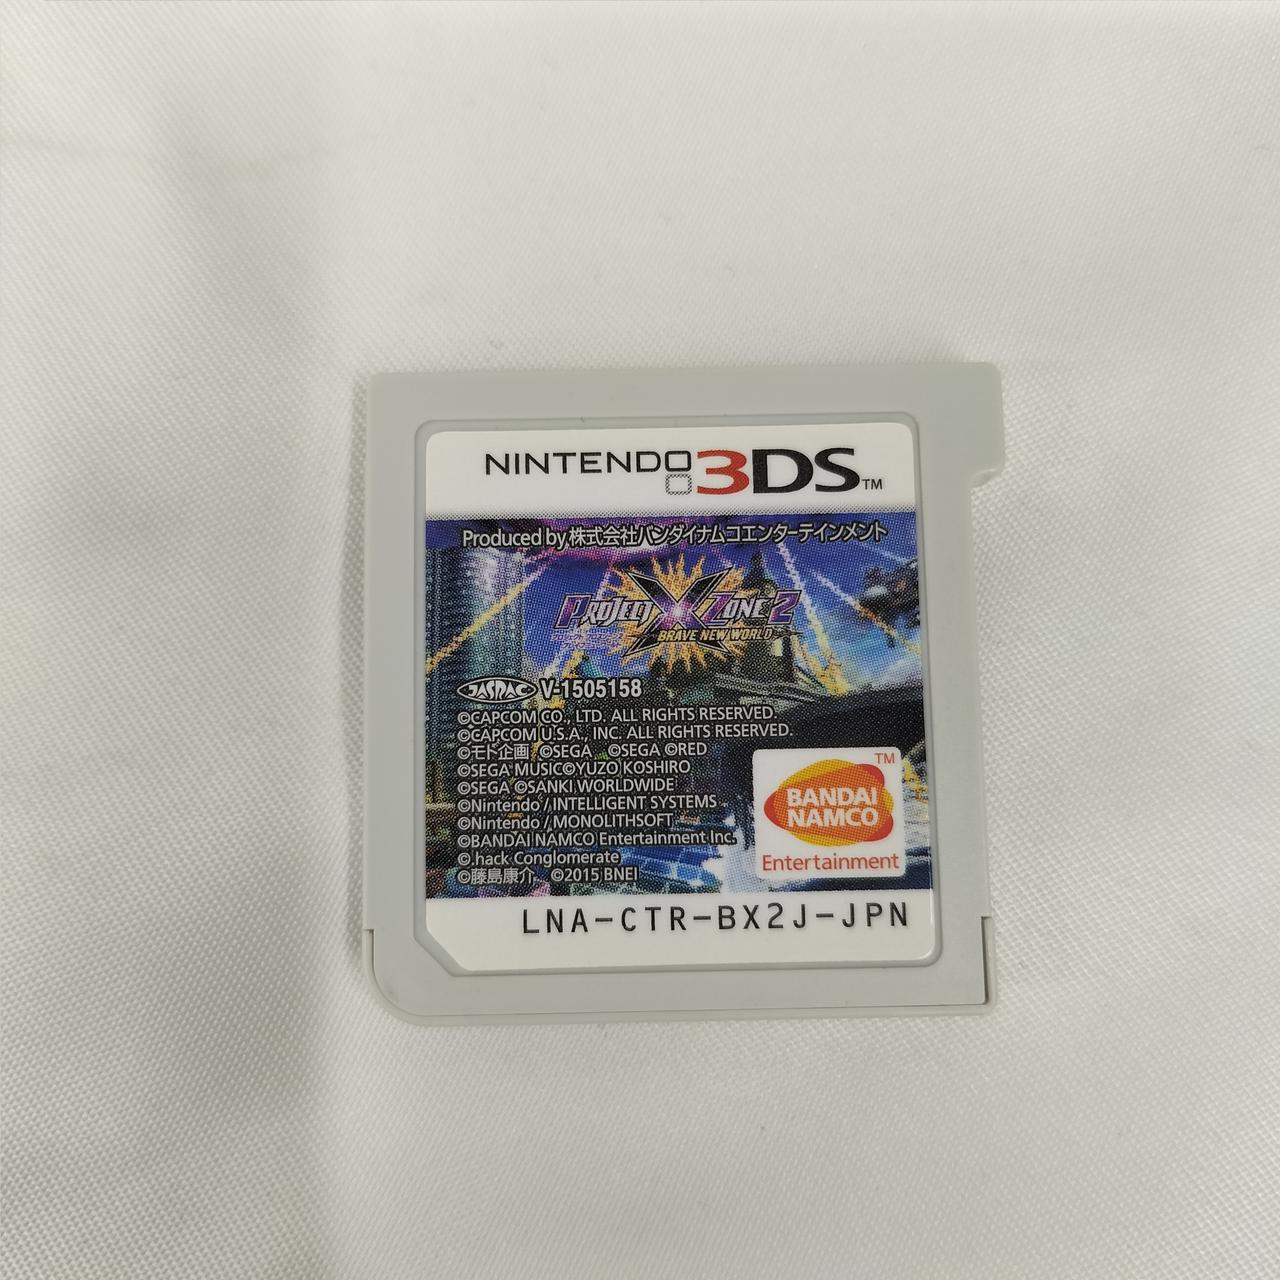 NINTENDO 3DS™
Produced by 株式会社バンダイナムコエンターテインメント
PROJECT X ZONE 2
BRAVE NEW WORLD
JASRAC V-1505158
©CAPCOM CO., LTD. ALL RIGHTS RESERVED.
©CAPCOM U.S.A., INC. ALL RIGHTS RESERVED.
©モト企画 ©SEGA ©SEGA ©RED
©SEGA MUSIC©YUZO KOSHIRO
©SEGA ©SANKI WORLDWIDE
©Nintendo / INTELLIGENT SYSTEMS
©Nintendo / MONOLITHSOFT
©BANDAI NAMCO Entertainment Inc.
©.hack Conglomerate
©藤島康介 ©2015 BNEI
BANDAI
NAMCO
TM
Entertainment
LNA-CTR-BX2J-JPN